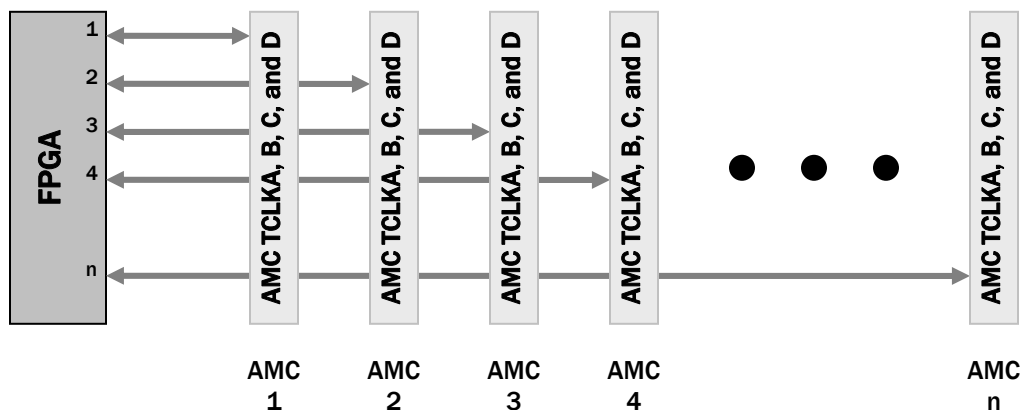 FPGA
1
2
3
4
n
AMC TCLKA, B, C, and D
AMC TCLKA, B, C, and D
AMC TCLKA, B, C, and D
AMC TCLKA, B, C, and D
AMC TCLKA, B, C, and D
AMC
1
AMC
2
AMC
3
AMC
4
AMC
n